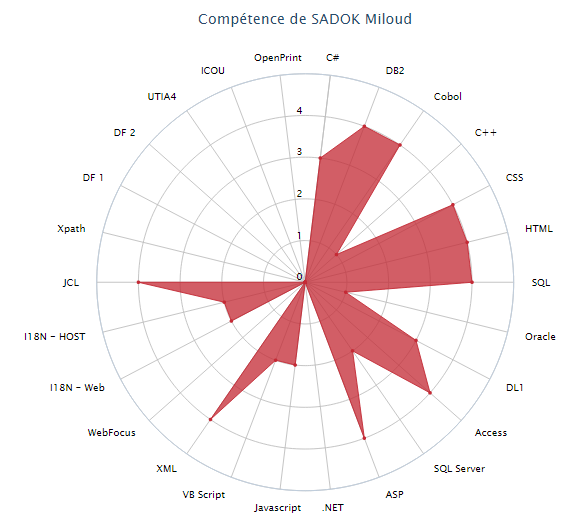 Compétence de SADOK Miloud
OpenPrint
C#
ICOU
DB2
UTIA4
Cobol
4
DF 2
C++
3
DF 1
CSS
2
Xpath
HTML
1
0
JCL
SQL
I18N - HOST
Oracle
I18N - Web
DL1
WebFocus
Access
XML
SQL Server
VB Script
ASP
Javascript
.NET